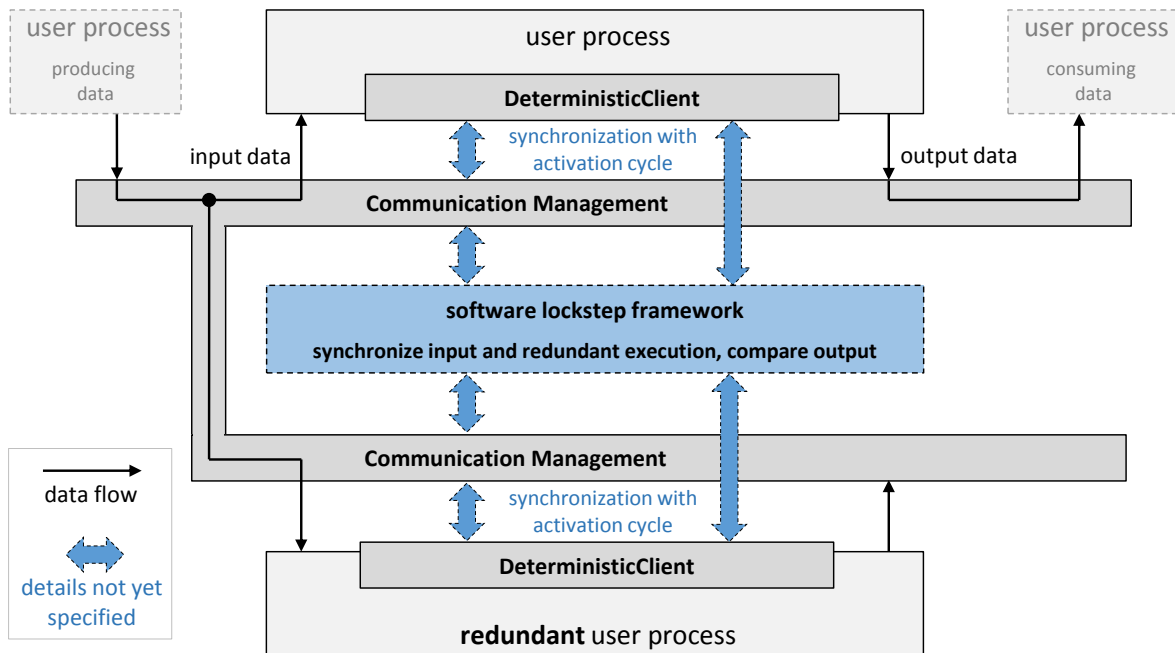 user process
producing
data
user process
DeterministicClient
user process
consuming
data
input data
synchronization with
activation cycle
output data
Communication Management
software lockstep framework
synchronize input and redundant execution, compare output
Communication Management
synchronization with
activation cycle
DeterministicClient
redundant user process
data flow
details not yet
specified